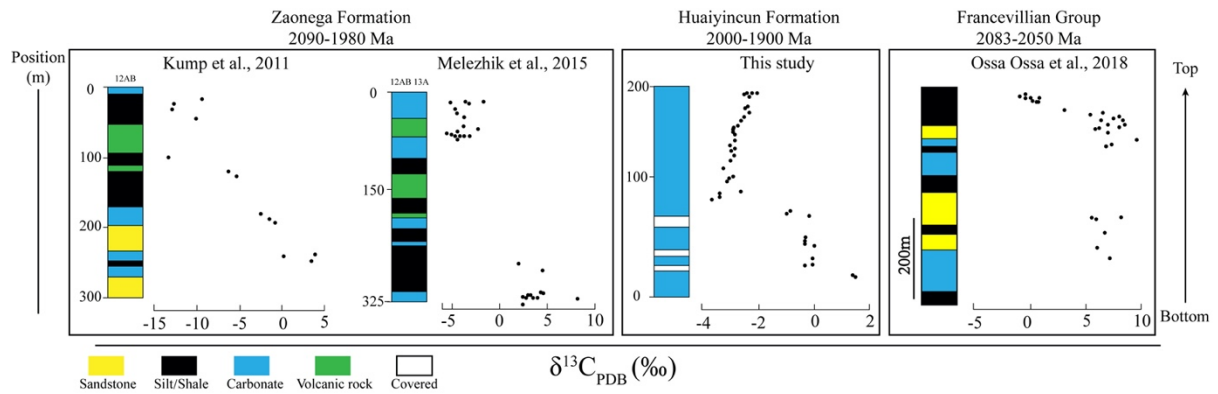 Zaonega Formation
2090-1980 Ma
Huaiyincun Formation
2000-1900 Ma
Francevillian Group
2083-2050 Ma
Position
(m)
Kump et al., 2011
Melezhik et al., 2015
This study
Ossa Ossa et al., 2018
Top
12AB
12AB 13A
0
100
200
300
-15
-10
-5
0
5
0
150
325
-5
0
5
10
200
100
0
-4
-2
0
2
200m
-5
0
5
10
Bottom
Sandstone
Silt/Shale
Carbonate
Volcanic rock
Covered
δ¹³C_PDB (‰)